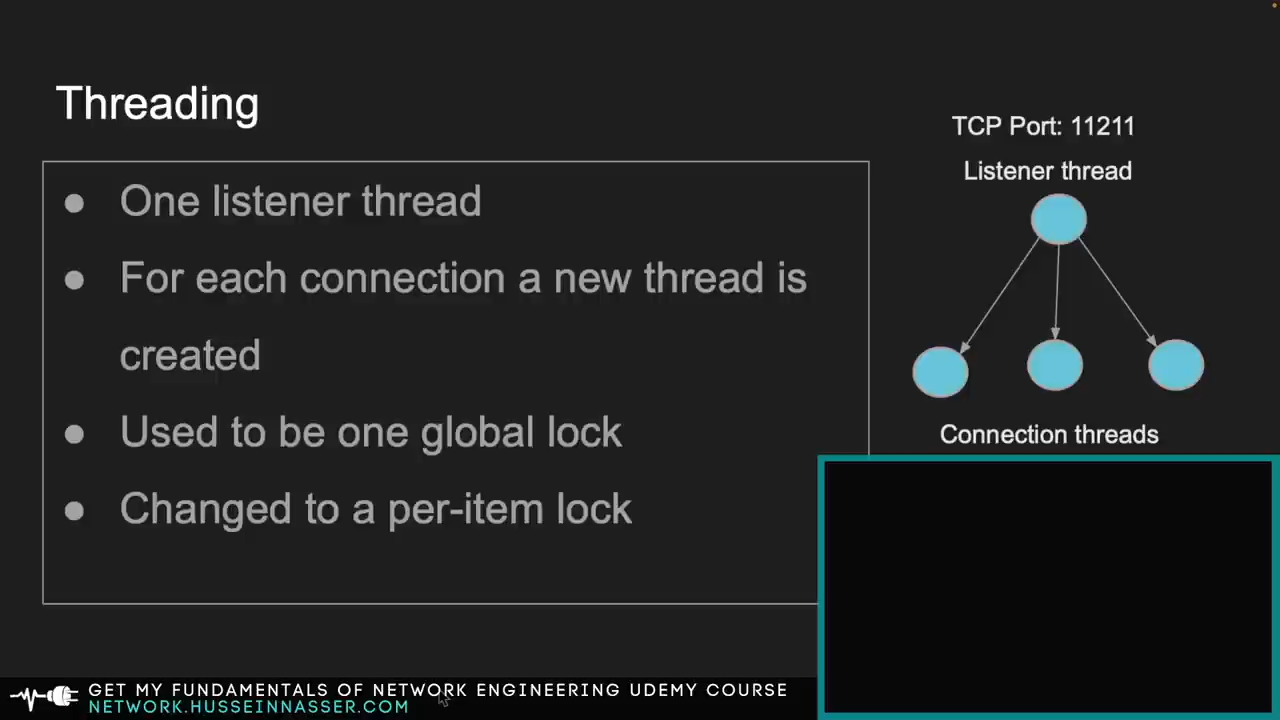 Threading
● One listener thread
● For each connection a new thread is
created
● Used to be one global lock
● Changed to a per-item lock
TCP Port: 11211
Listener thread
Connection threads
GET MY FUNDAMENTALS OF NETWORK ENGINEERING UDEMY COURSE
NETWORK.HUSSEINNASSER.COM